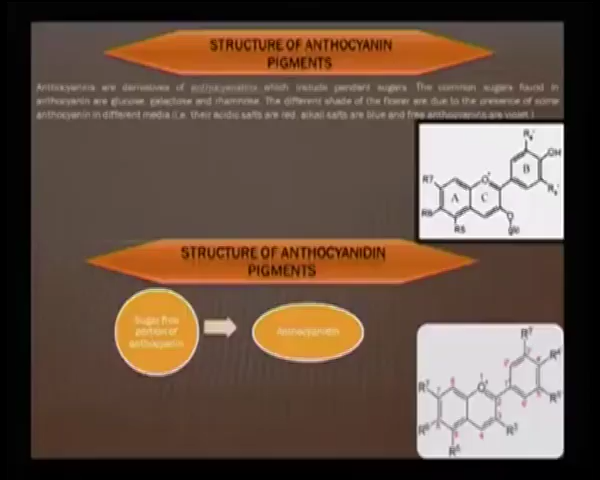 STRUCTURE OF ANTHOCYANIN
PIGMENTS
Anthocyanins are derivatives of anthocyanidins which include pendant sugars. The common sugars found in
anthocyanin are glucose, galactose and rhamnose. The different shade of the flower are due to the presence of some
anthocyanin in different media (i.e. their acidic salts are red, alkali salts are blue and free anthocyanins are violet.)
R3'
OH
B
R5'
R7
O+
A
C
R6
R5
O
glc
STRUCTURE OF ANTHOCYANIDIN
PIGMENTS
Sugar free
portion of
anthocyanin
Anthocyanidin